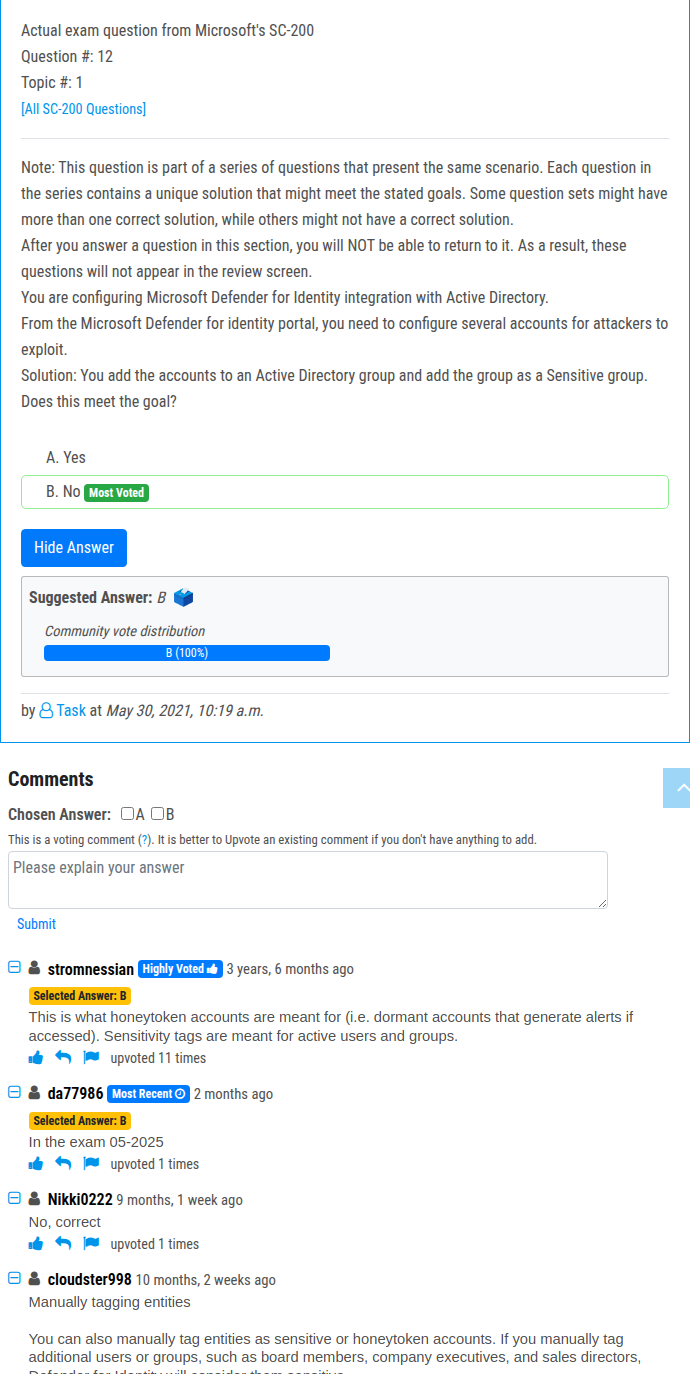 Actual exam question from Microsoft's SC-200
Question #: 12
Topic #: 1
[All SC-200 Questions]
Note: This question is part of a series of questions that present the same scenario. Each question in
the series contains a unique solution that might meet the stated goals. Some question sets might have
more than one correct solution, while others might not have a correct solution.
After you answer a question in this section, you will NOT be able to return to it. As a result, these
questions will not appear in the review screen.
You are configuring Microsoft Defender for Identity integration with Active Directory.
From the Microsoft Defender for identity portal, you need to configure several accounts for attackers to
exploit.
Solution: You add the accounts to an Active Directory group and add the group as a Sensitive group.
Does this meet the goal?
A. Yes
B. No Most Voted
Hide Answer
Suggested Answer: B
Community vote distribution
B (100%)
by Task at May 30, 2021, 10:19 a.m.
Comments
Chosen Answer: A B
This is a voting comment (?). It is better to Upvote an existing comment if you don't have anything to add.
Please explain your answer
Submit
stromnessian Highly Voted 3 years, 6 months ago
Selected Answer: B
This is what honeytoken accounts are meant for (i.e. dormant accounts that generate alerts if
accessed). Sensitivity tags are meant for active users and groups.
upvoted 11 times
da77986 Most Recent 2 months ago
Selected Answer: B
In the exam 05-2025
upvoted 1 times
Nikki0222 9 months, 1 week ago
No, correct
upvoted 1 times
cloudster998 10 months, 2 weeks ago
Manually tagging entities
You can also manually tag entities as sensitive or honeytoken accounts. If you manually tag
additional users or groups, such as board members, company executives, and sales directors,
Defender for Identity will consider them sensitive.